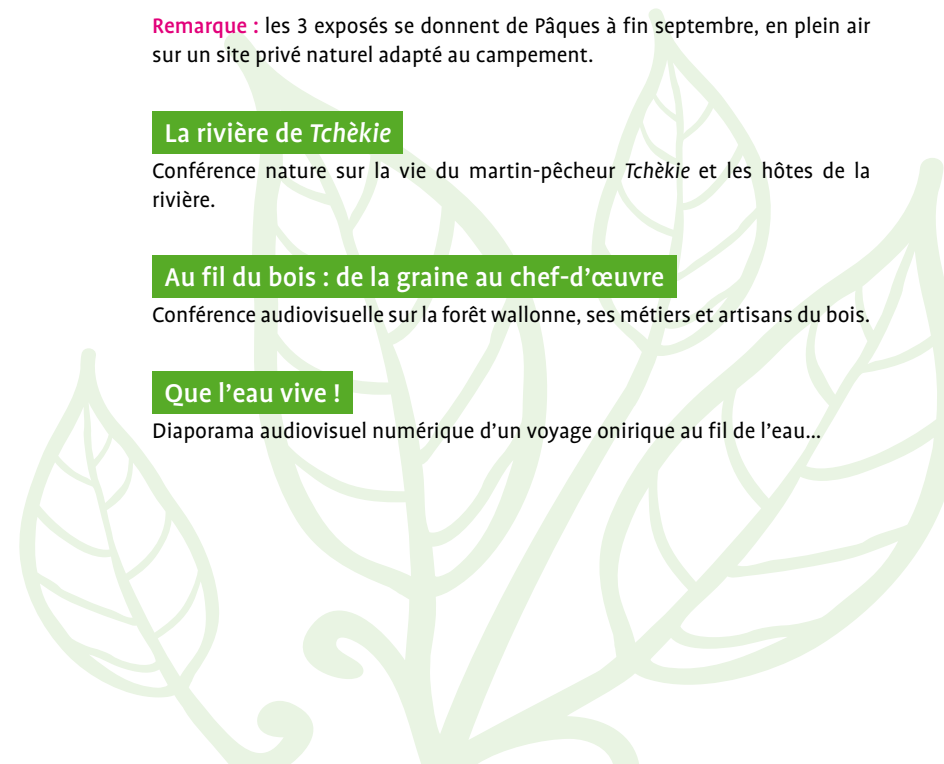 Remarque : les 3 exposés se donnent de Pâques à fin septembre, en plein air
sur un site privé naturel adapté au campement.
La rivière de Tchèkie
Conférence nature sur la vie du martin-pêcheur Tchèkie et les hôtes de la
rivière.
Au fil du bois : de la graine au chef-d’œuvre
Conférence audiovisuelle sur la forêt wallonne, ses métiers et artisans du bois.
Que l’eau vive !
Diaporama audiovisuel numérique d’un voyage onirique au fil de l’eau...